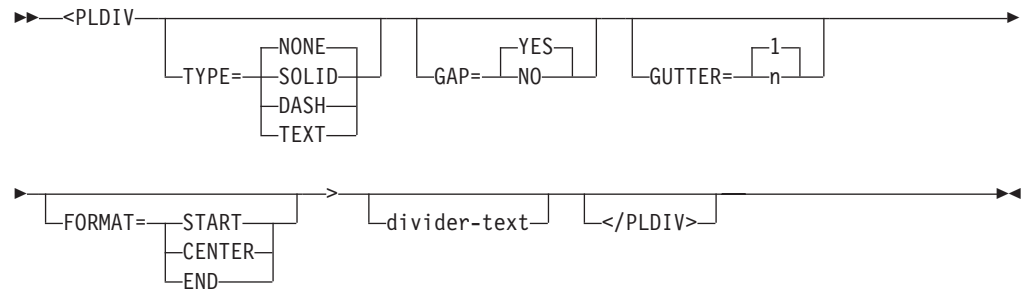 <PLDIV
NONE YES 1
TYPE= SOLID GAP= NO GUTTER= n
DASH
TEXT
> divider-text </PLDIV>
FORMAT= START
CENTER
END